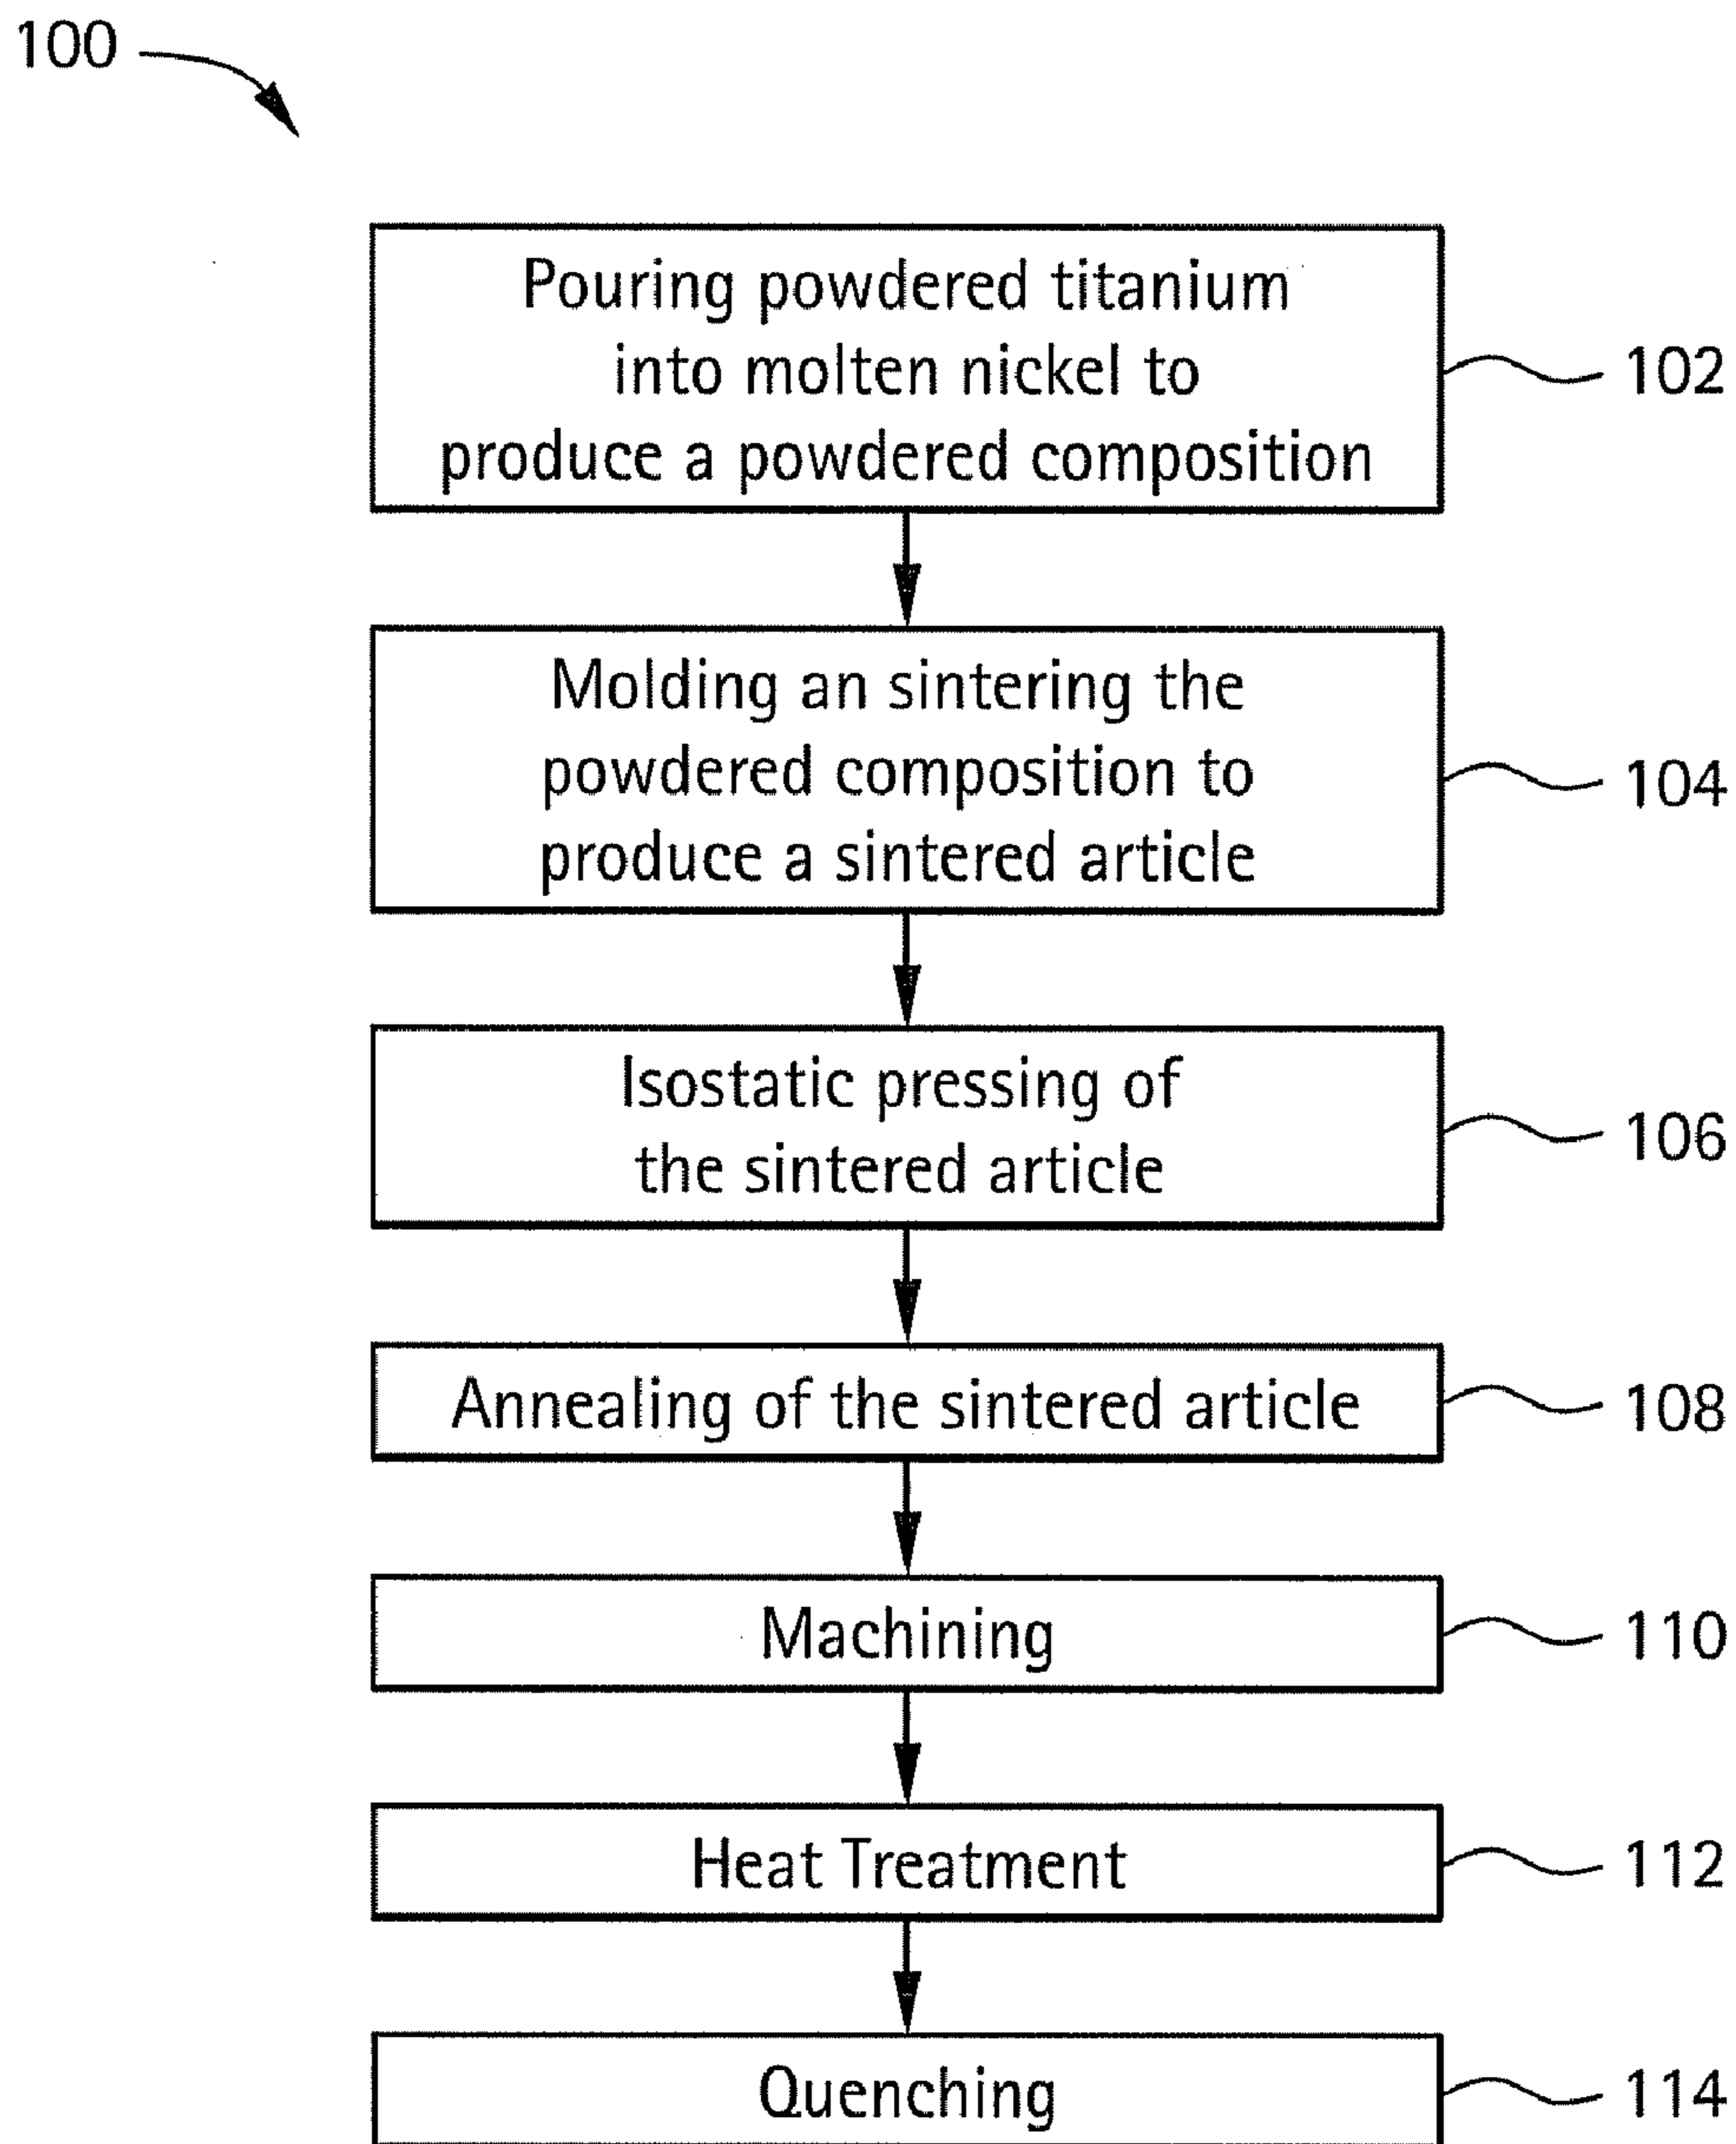 100
Pouring powdered titanium
into molten nickel to
produce a powdered composition
102
Molding an sintering the
powdered composition to
produce a sintered article
104
Isostatic pressing of
the sintered article
106
Annealing of the sintered article
108
Machining
110
Heat Treatment
112
Quenching
114